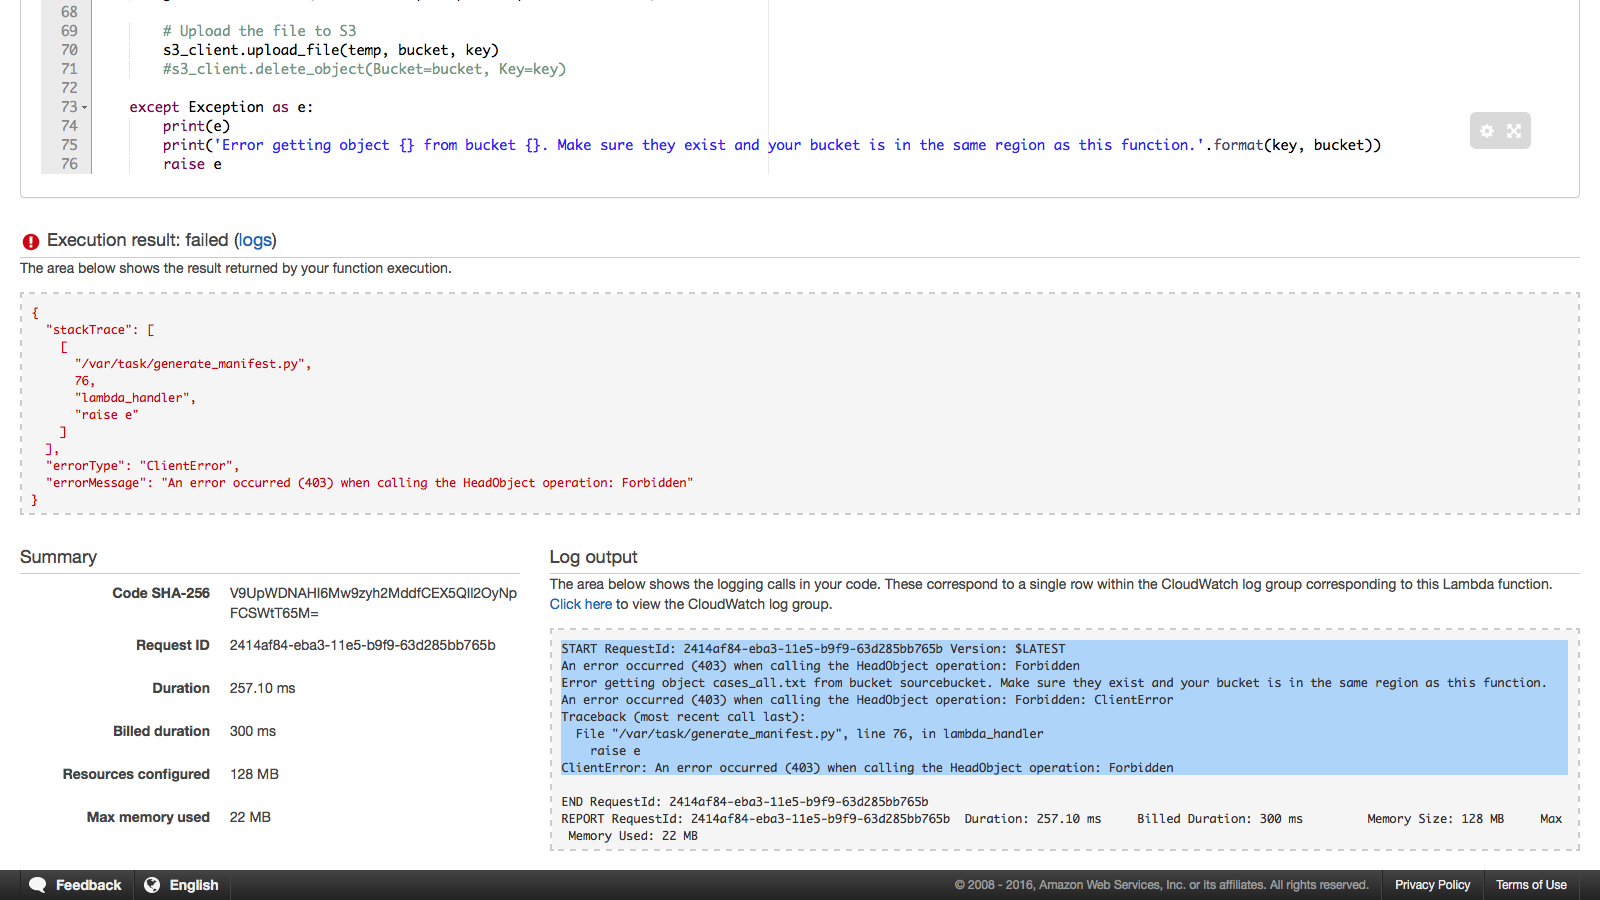 68
69 # Upload the file to S3
70 s3_client.upload_file(temp, bucket, key)
71 #s3_client.delete_object(Bucket=bucket, Key=key)
72
73 except Exception as e:
74 print(e)
75 print('Error getting object {} from bucket {}. Make sure they exist and your bucket is in the same region as this function.'.format(key, bucket))
76 raise e
Execution result: failed (logs)
The area below shows the result returned by your function execution.
{
"stackTrace": [
[
"/var/task/generate_manifest.py",
76,
"lambda_handler",
"raise e"
]
],
"errorType": "ClientError",
"errorMessage": "An error occurred (403) when calling the HeadObject operation: Forbidden"
}
Summary
Code SHA-256 V9UpWDNAHI6Mw9zyh2MddfCEX5QIl2OyNp
FCSWtT65M=
Request ID 2414af84-eba3-11e5-b9f9-63d285bb765b
Duration 257.10 ms
Billed duration 300 ms
Resources configured 128 MB
Max memory used 22 MB
Log output
The area below shows the logging calls in your code. These correspond to a single row within the CloudWatch log group corresponding to this Lambda function.
Click here to view the CloudWatch log group.
START RequestId: 2414af84-eba3-11e5-b9f9-63d285bb765b Version: $LATEST
An error occurred (403) when calling the HeadObject operation: Forbidden
Error getting object cases_all.txt from bucket sourcebucket. Make sure they exist and your bucket is in the same region as this function.
An error occurred (403) when calling the HeadObject operation: Forbidden: ClientError
Traceback (most recent call last):
File "/var/task/generate_manifest.py", line 76, in lambda_handler
raise e
ClientError: An error occurred (403) when calling the HeadObject operation: Forbidden
END RequestId: 2414af84-eba3-11e5-b9f9-63d285bb765b
REPORT RequestId: 2414af84-eba3-11e5-b9f9-63d285bb765b Duration: 257.10 ms Billed Duration: 300 ms Memory Size: 128 MB Max
Memory Used: 22 MB
Feedback English © 2008 - 2016, Amazon Web Services, Inc. or its affiliates. All rights reserved. Privacy Policy Terms of Use